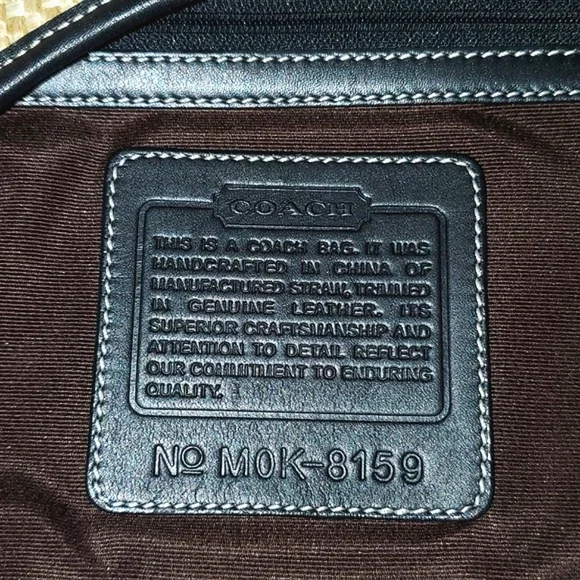 COACH
THIS IS A COACH BAG. IT WAS
HANDCRAFTED IN CHINA OF
MANUFACTURED STRAW, TRIMMED
IN GENUINE LEATHER. ITS
SUPERIOR CRAFTSMANSHIP AND
ATTENTION TO DETAIL REFLECT
OUR COMMITMENT TO ENDURING
QUALITY.
No M0K-8159